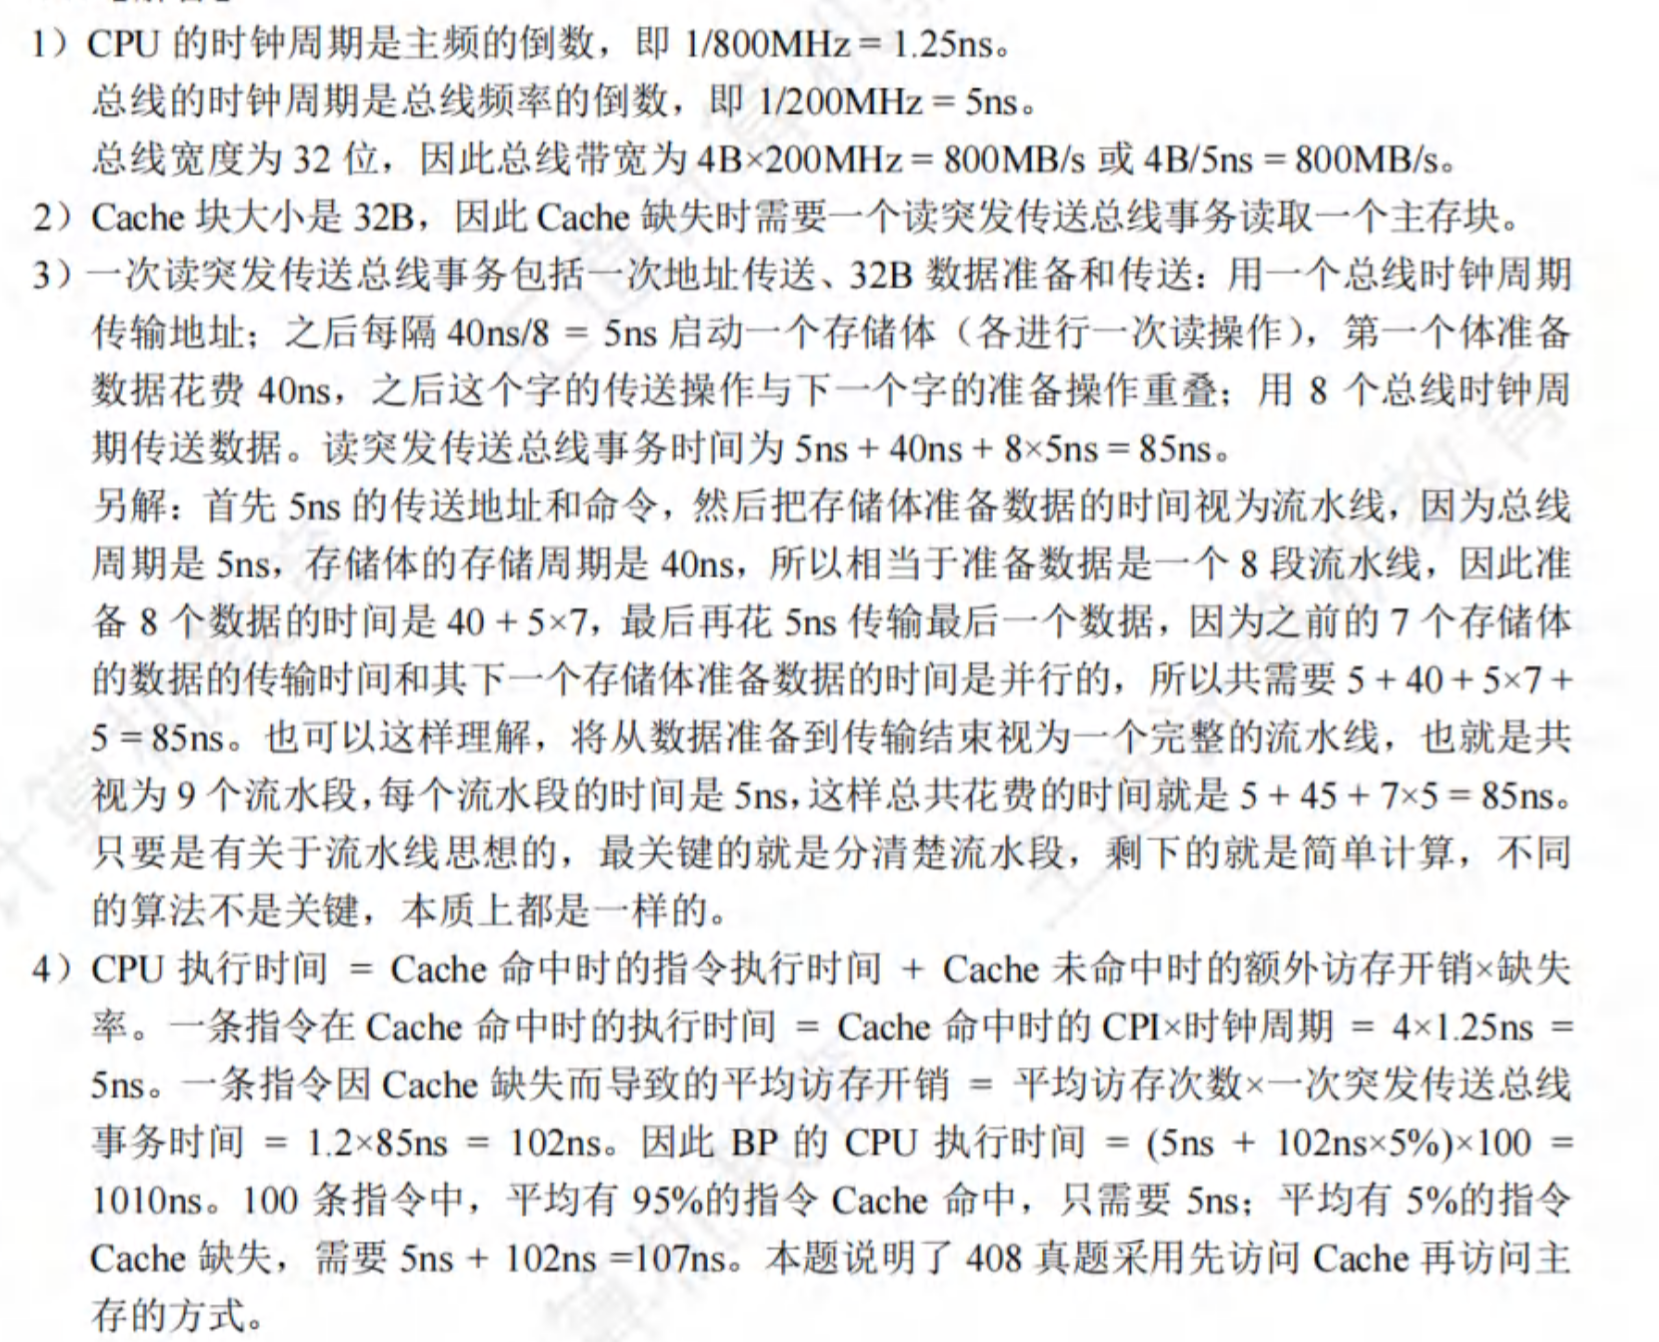 1）CPU 的时钟周期是主频的倒数，即 1/800MHz = 1.25ns。
总线的时钟周期是总线频率的倒数，即 1/200MHz = 5ns。
总线宽度为 32 位，因此总线带宽为 4B×200MHz = 800MB/s 或 4B/5ns = 800MB/s。
2）Cache 块大小是 32B，因此 Cache 缺失时需要一个读突发传送总线事务读取一个主存块。
3）一次读突发传送总线事务包括一次地址传送、32B 数据准备和传送：用一个总线时钟周期
传输地址；之后每隔 40ns/8 = 5ns 启动一个存储体（各进行一次读操作），第一个体准备
数据花费 40ns，之后这个字的传送操作与下一个字的准备操作重叠；用 8 个总线时钟周
期传送数据。读突发传送总线事务时间为 5ns + 40ns + 8×5ns = 85ns。
另解：首先 5ns 的传送地址和命令，然后把存储体准备数据的时间视为流水线，因为总线
周期是 5ns，存储体的存储周期是 40ns，所以相当于准备数据是一个 8 段流水线，因此准
备 8 个数据的时间是 40 + 5×7，最后再花 5ns 传输最后一个数据，因为之前的 7 个存储体
的数据的传输时间和其下一个存储体准备数据的时间是并行的，所以共需要 5 + 40 + 5×7 +
5 = 85ns。也可以这样理解，将从数据准备到传输结束视为一个完整的流水线，也就是共
视为 9 个流水段，每个流水段的时间是 5ns，这样总共花费的时间就是 5 + 45 + 7×5 = 85ns。
只要是有关于流水线思想的，最关键的就是分清楚流水段，剩下的就是简单计算，不同
的算法不是关键，本质上都是一样的。
4）CPU 执行时间 = Cache 命中时的指令执行时间 + Cache 未命中时的额外访存开销×缺失
率。一条指令在 Cache 命中时的执行时间 = Cache 命中时的 CPI×时钟周期 = 4×1.25ns =
5ns。一条指令因 Cache 缺失而导致的平均访存开销 = 平均访存次数×一次突发传送总线
事务时间 = 1.2×85ns = 102ns。因此 BP 的 CPU 执行时间 = (5ns + 102ns×5%)×100 =
1010ns。100 条指令中，平均有 95%的指令 Cache 命中，只需要 5ns；平均有 5%的指令
Cache 缺失，需要 5ns + 102ns =107ns。本题说明了 408 真题采用先访问 Cache 再访问主
存的方式。